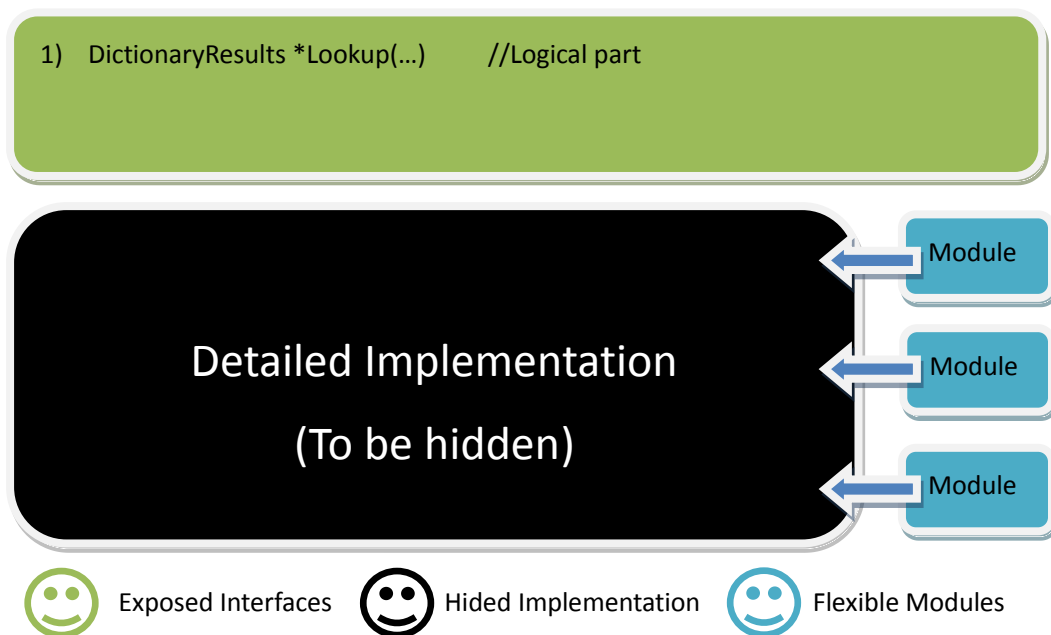 1) DictionaryResults *Lookup(…) //Logical part
Module
Detailed Implementation
Module
(To be hidden)
Module
Exposed Interfaces Hided Implementation Flexible Modules